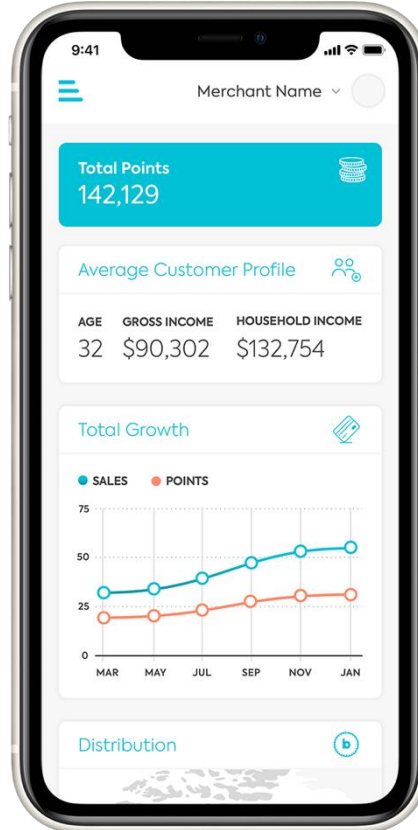 9:41
Merchant Name
Total Points
142,129
Average Customer Profile
AGE GROSS INCOME HOUSEHOLD INCOME
32 $90,302 $132,754
Total Growth
SALES POINTS
75
50
25
0
MAR MAY JUL SEP NOV JAN
Distribution
b